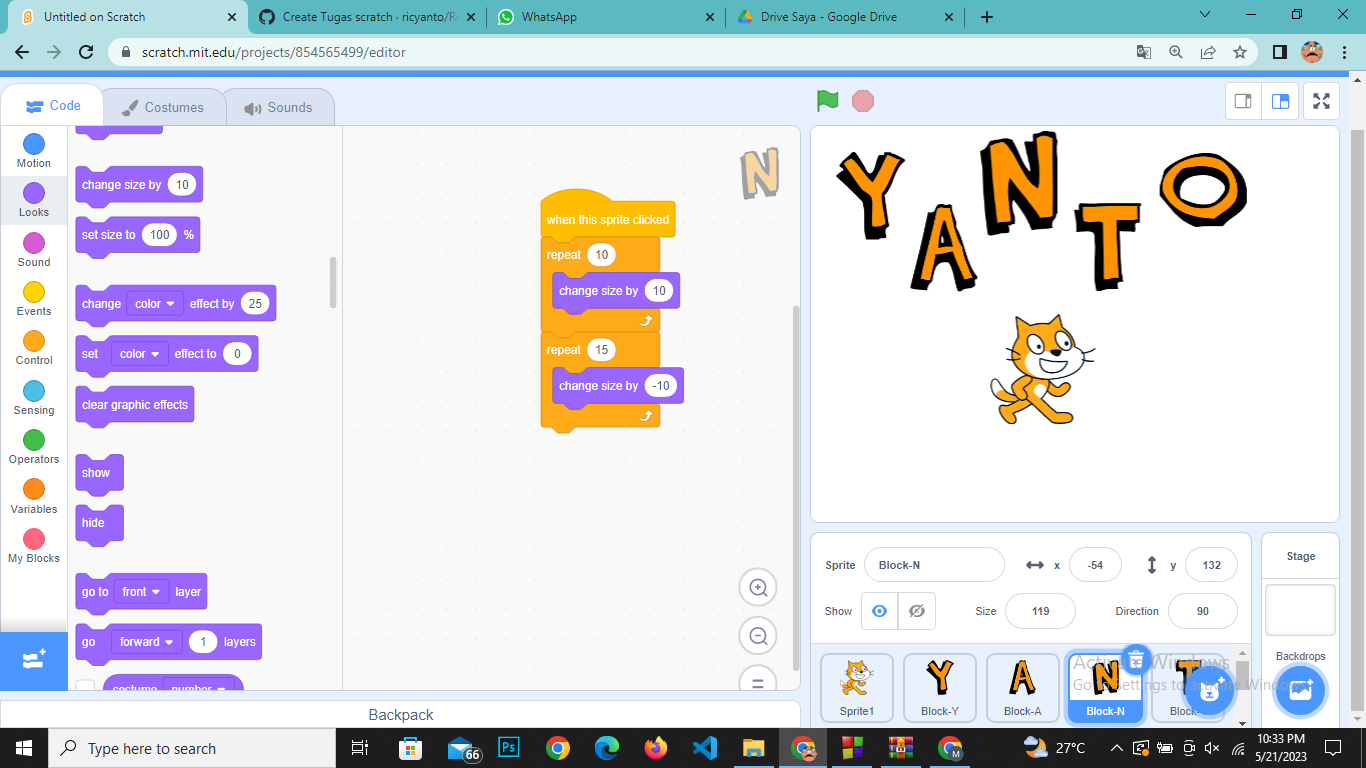 Untitled on Scratch
Create Tugas scratch · ricyanto/R
WhatsApp
Drive Saya - Google Drive
scratch.mit.edu/projects/854565499/editor
Code
Costumes
Sounds
Motion
Looks
Sound
Events
Control
Sensing
Operators
Variables
My Blocks
change size by 10
set size to 100 %
change color effect by 25
set color effect to 0
clear graphic effects
show
hide
go to front layer
go forward 1 layers
costume number
N
when this sprite clicked
repeat 10
change size by 10
repeat 15
change size by -10
Backpack
Y A N T O
Sprite Block-N x -54 y 132
Show Size 119 Direction 90
Stage
Backdrops
Y
A
N
T
Sprite1
Block-Y
Block-A
Block-N
Block-
Activate Windows
Go to Settings to activate Windows.
Type here to search
66
Ps
M
27°C
10:33 PM
5/21/2023